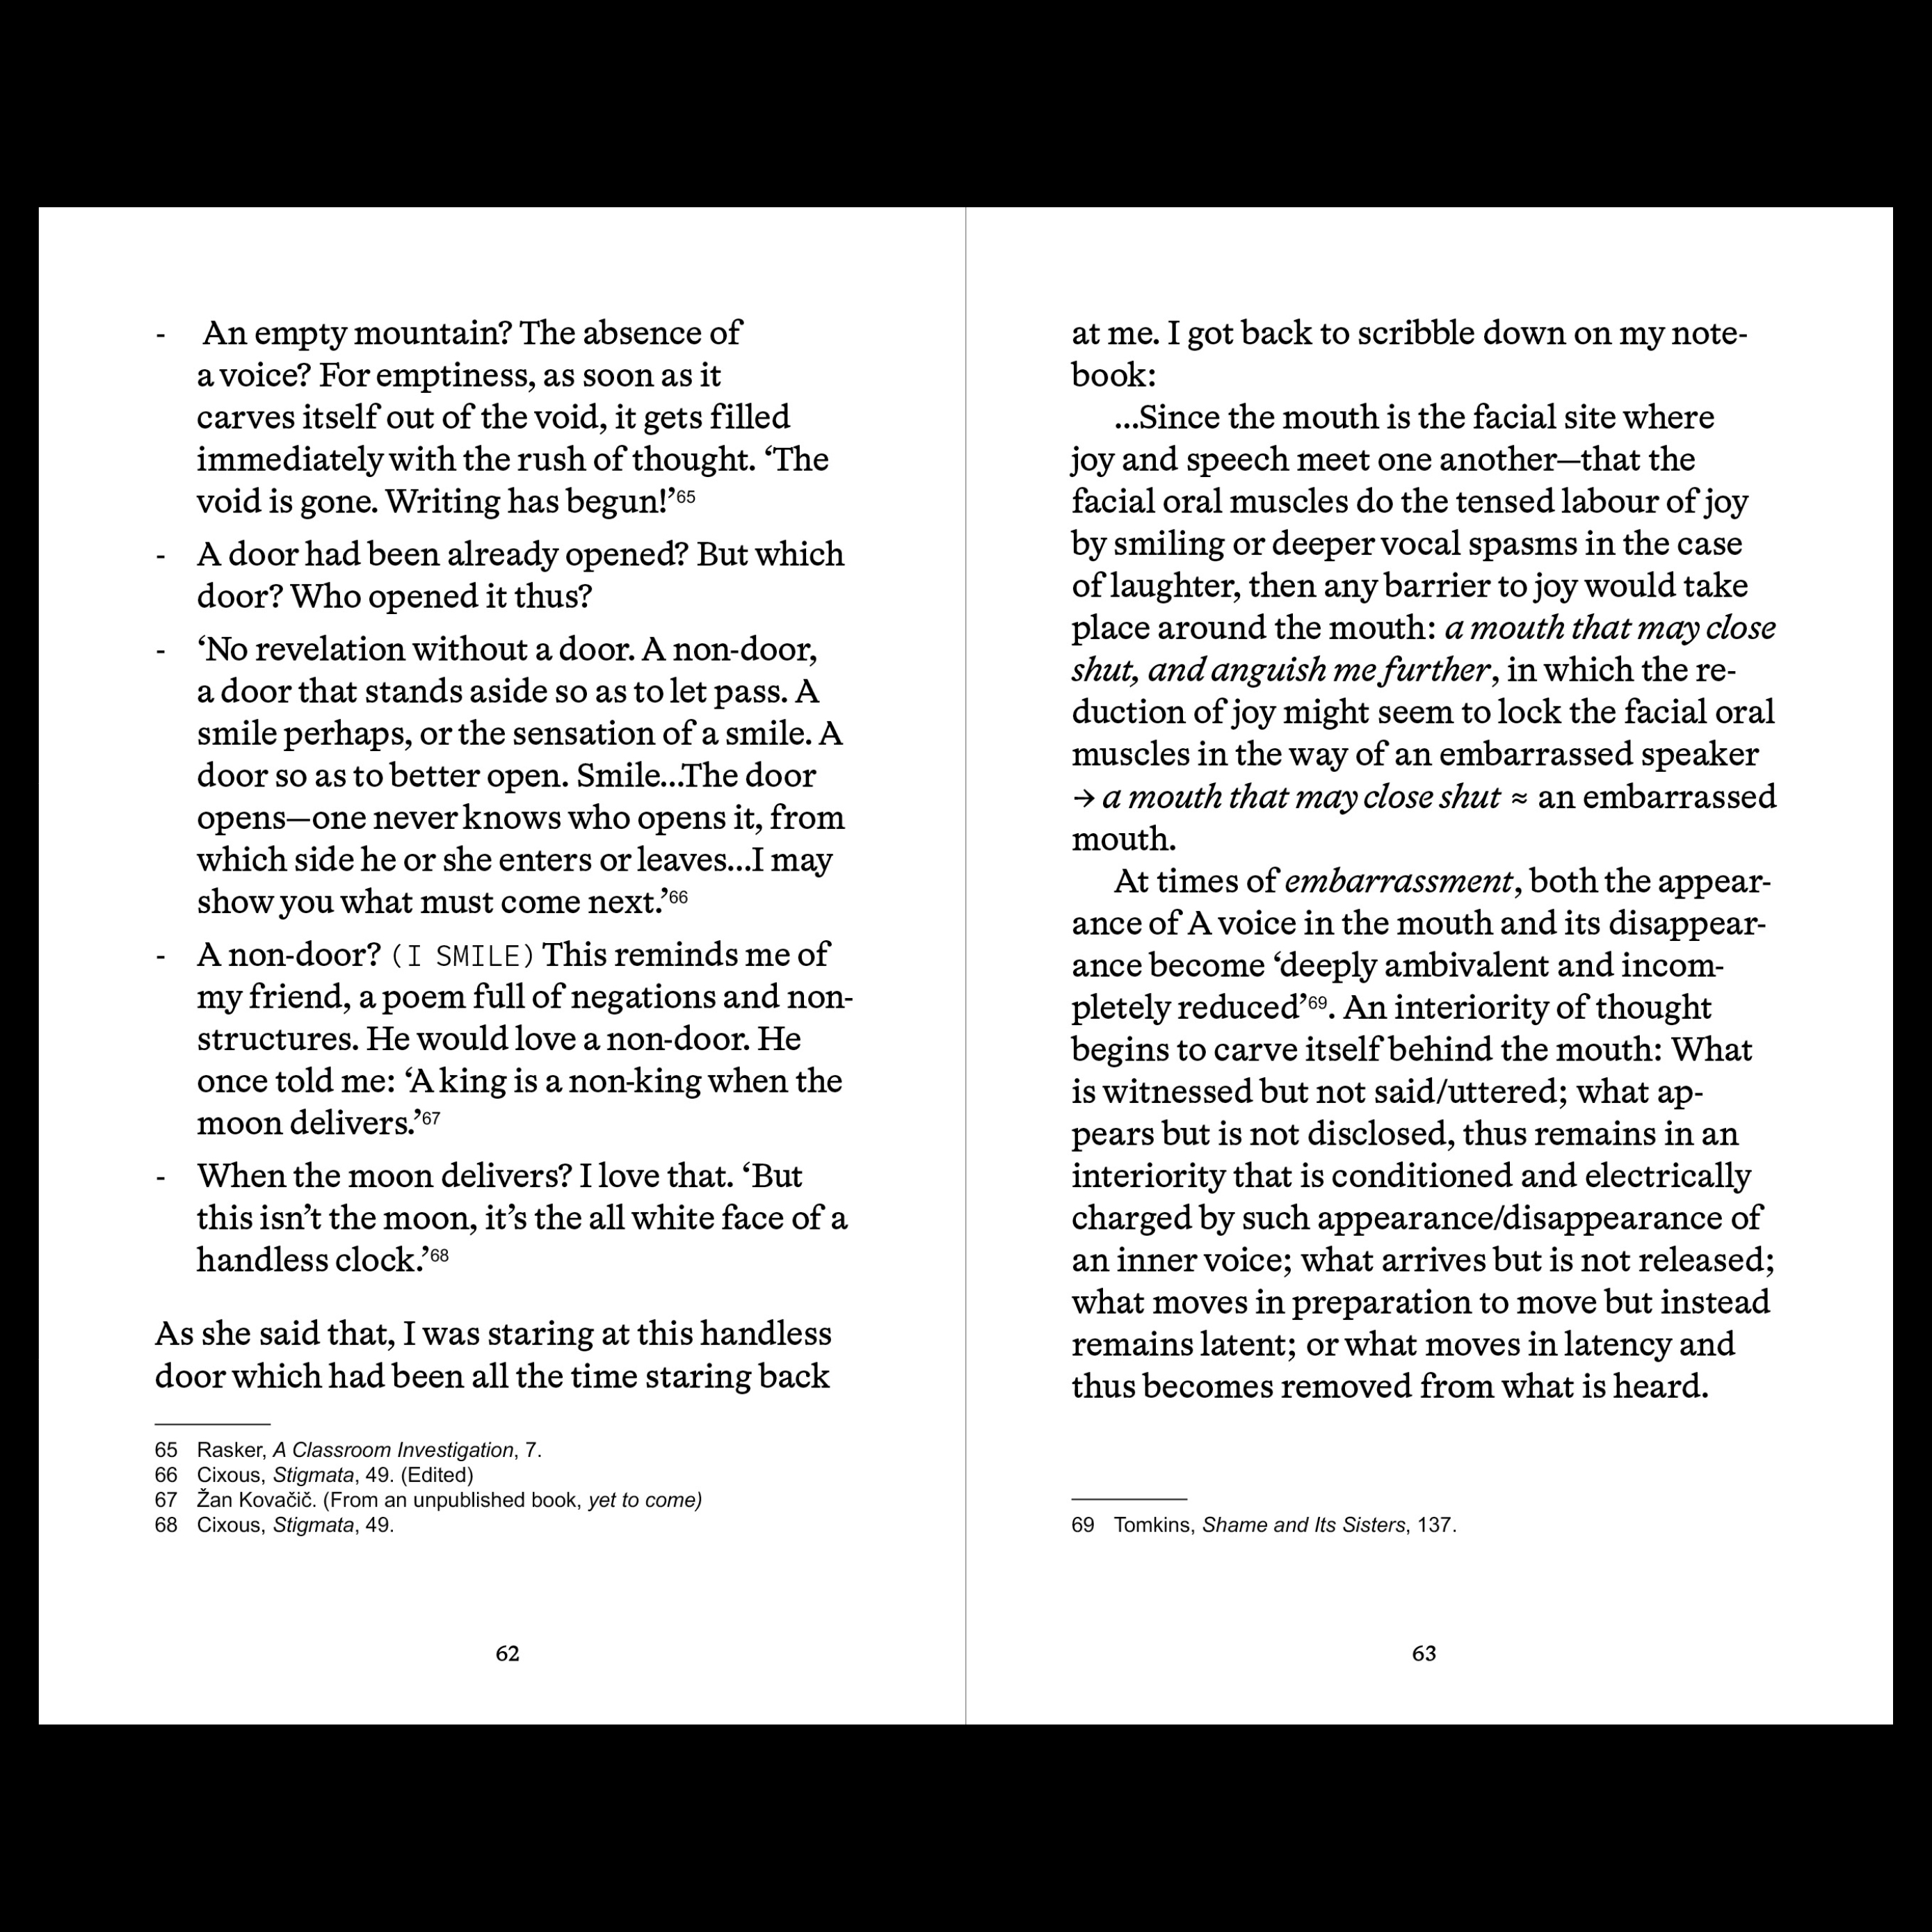 -  An empty mountain? The absence of
a voice? For emptiness, as soon as it
carves itself out of the void, it gets filled
immediately with the rush of thought. ‘The
void is gone. Writing has begun!’65
- A door had been already opened? But which
door? Who opened it thus?
- ‘No revelation without a door. A non-door,
a door that stands aside so as to let pass. A
smile perhaps, or the sensation of a smile. A
door so as to better open. Smile...The door
opens—one never knows who opens it, from
which side he or she enters or leaves...I may
show you what must come next.’66
- A non-door? (I SMILE) This reminds me of
my friend, a poem full of negations and non-
structures. He would love a non-door. He
once told me: ‘A king is a non-king when the
moon delivers.’67
- When the moon delivers? I love that. ‘But
this isn’t the moon, it’s the all white face of a
handless clock.’68
As she said that, I was staring at this handless
door which had been all the time staring back
65 Rasker, A Classroom Investigation, 7.
66 Cixous, Stigmata, 49. (Edited)
67 Žan Kovačič. (From an unpublished book, yet to come)
68 Cixous, Stigmata, 49.
62
at me. I got back to scribble down on my note-
book:
...Since the mouth is the facial site where
joy and speech meet one another—that the
facial oral muscles do the tensed labour of joy
by smiling or deeper vocal spasms in the case
of laughter, then any barrier to joy would take
place around the mouth: a mouth that may close
shut, and anguish me further, in which the re-
duction of joy might seem to lock the facial oral
muscles in the way of an embarrassed speaker
→ a mouth that may close shut ≈ an embarrassed
mouth.
At times of embarrassment, both the appear-
ance of A voice in the mouth and its disappear-
ance become ‘deeply ambivalent and incom-
pletely reduced’69. An interiority of thought
begins to carve itself behind the mouth: What
is witnessed but not said/uttered; what ap-
pears but is not disclosed, thus remains in an
interiority that is conditioned and electrically
charged by such appearance/disappearance of
an inner voice; what arrives but is not released;
what moves in preparation to move but instead
remains latent; or what moves in latency and
thus becomes removed from what is heard.
69 Tomkins, Shame and Its Sisters, 137.
63